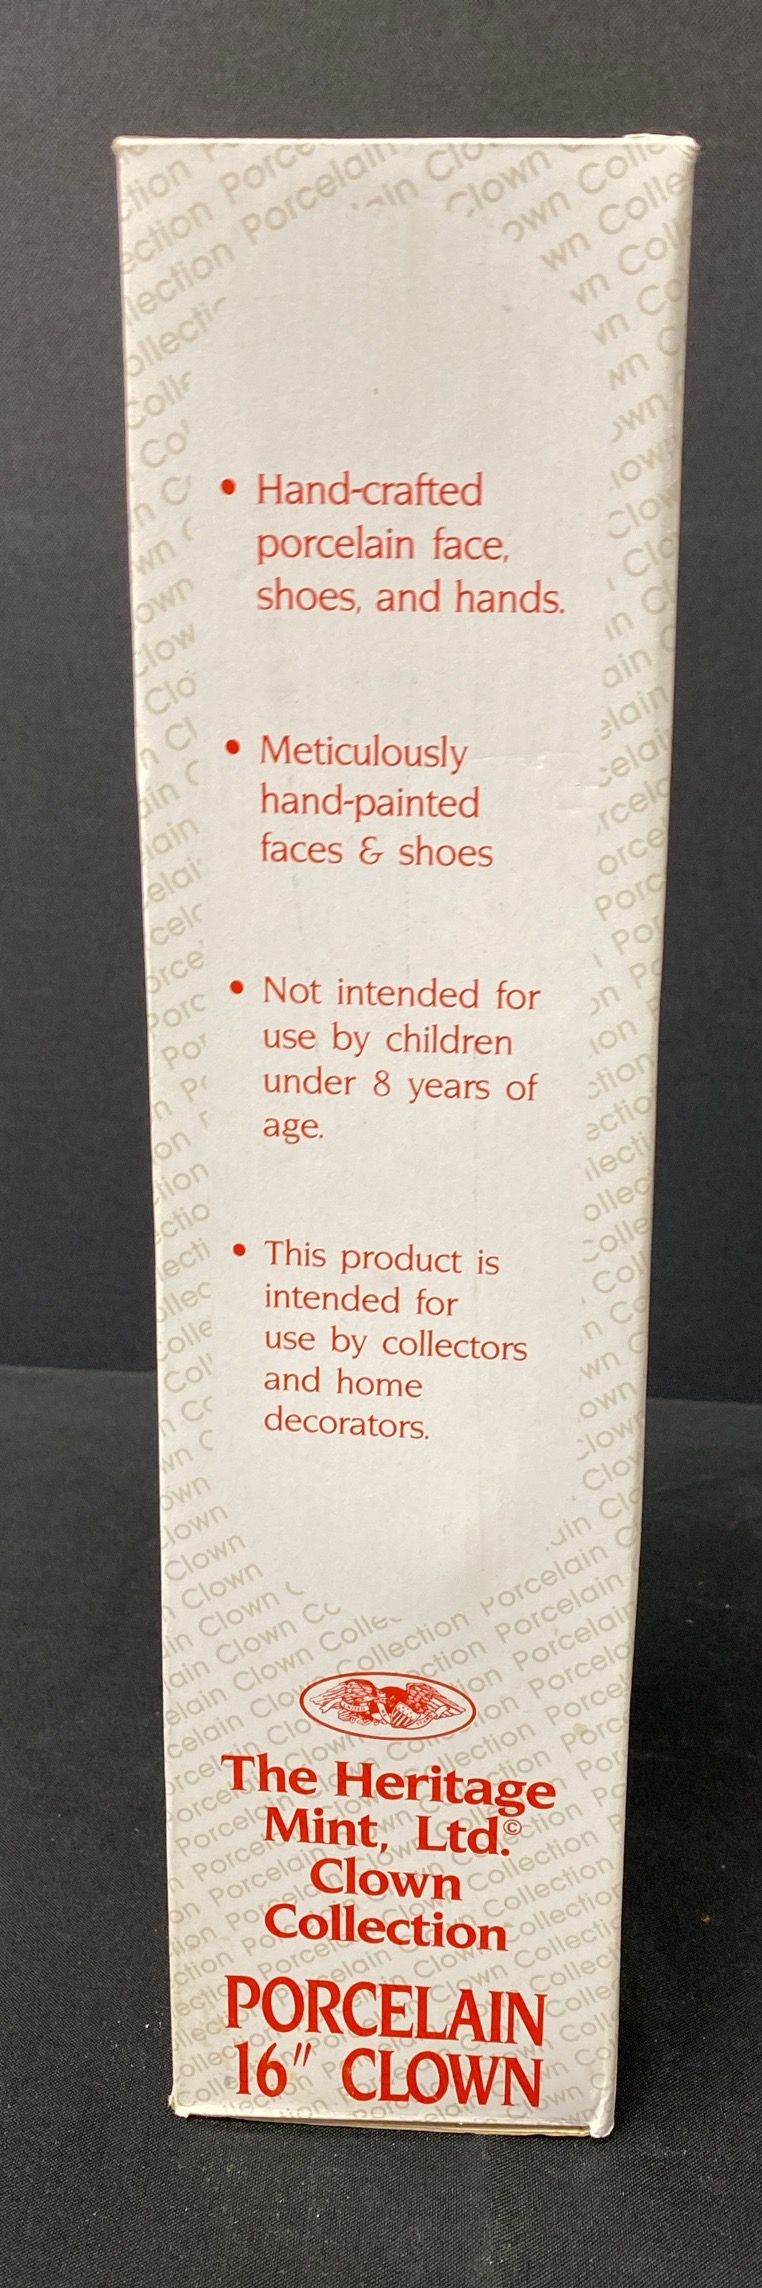 • Hand-crafted
porcelain face,
shoes, and hands.
• Meticulously
hand-painted
faces & shoes
• Not intended for
use by children
under 8 years of
age.
• This product is
intended for
use by collectors
and home
decorators.
The Heritage
Mint, Ltd.©
Clown
Collection
PORCELAIN
16" CLOWN